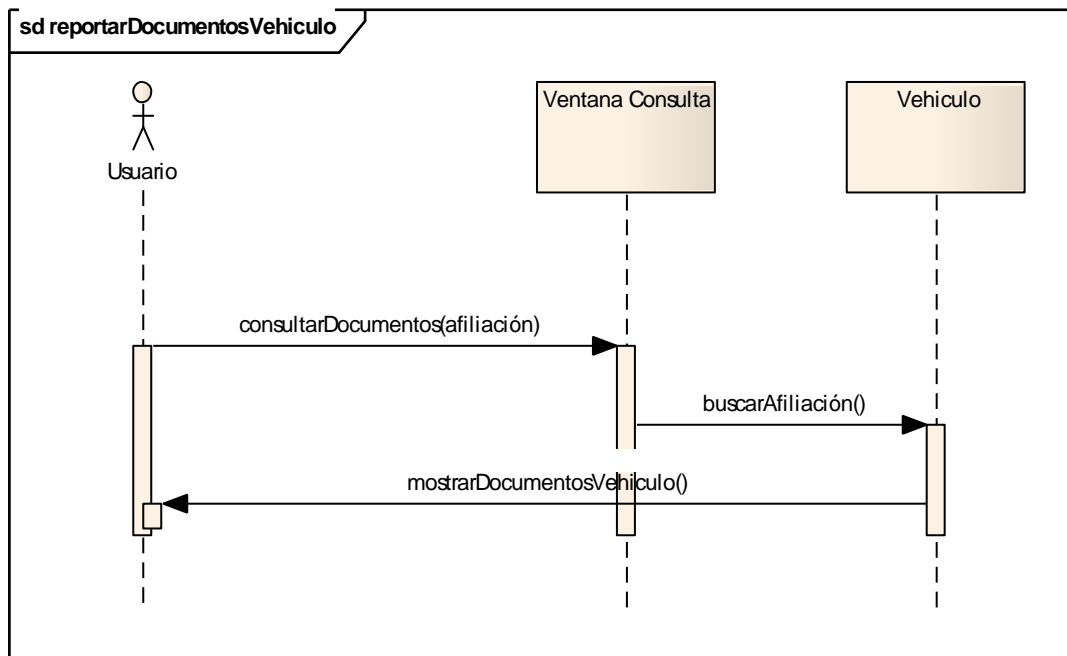 sd reportarDocumentosVehiculo
Usuario
Ventana Consulta
Vehiculo
consultarDocumentos(afiliación)
buscarAfiliación()
mostrarDocumentosVehiculo()